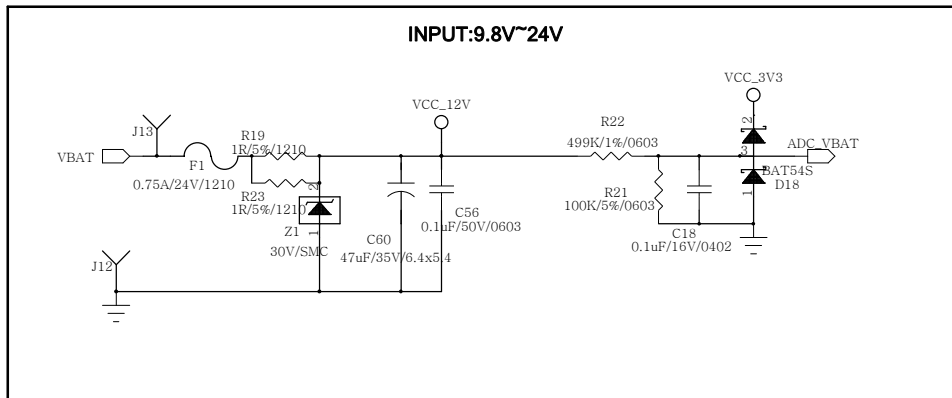 INPUT:9.8V~24V
VCC_3V3
VCC_12V
J13
R19
1R/5%/1210
R22
499K/1%/0603
2
3
ADC_VBAT
VBAT
F1
0.75A/24V/1210
R23
1R/5%/1210
2
1
Z1
30V/SMC
C60
47uF/35V/6.4x5.4
C56
0.1uF/50V/0603
R21
100K/5%/0603
C18
0.1uF/16V/0402
BAT54S
D18
1
J12